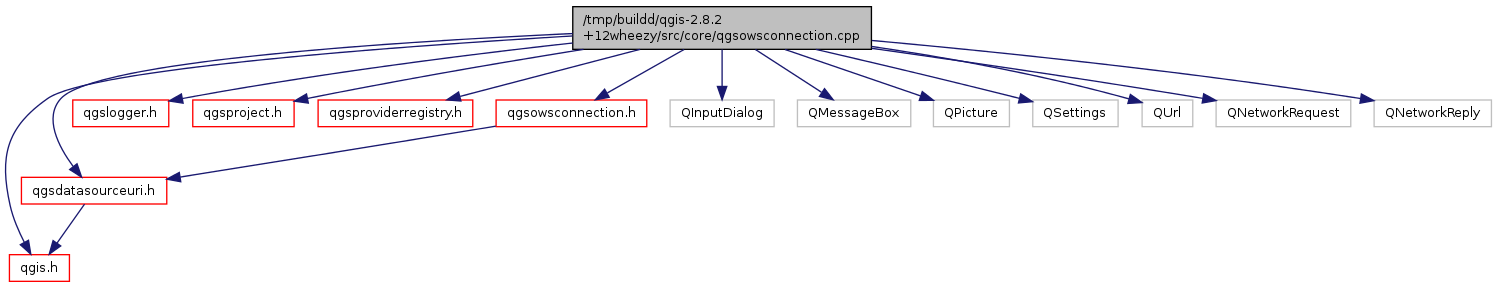 /tmp/buildd/qgis-2.8.2
+12wheezy/src/core/qgsowsconnection.cpp
qgslogger.h
qgsproject.h
qgsproviderregistry.h
qgsowsconnection.h
QInputDialog
QMessageBox
QPicture
QSettings
QUrl
QNetworkRequest
QNetworkReply
qgsdatasourceuri.h
qgis.h